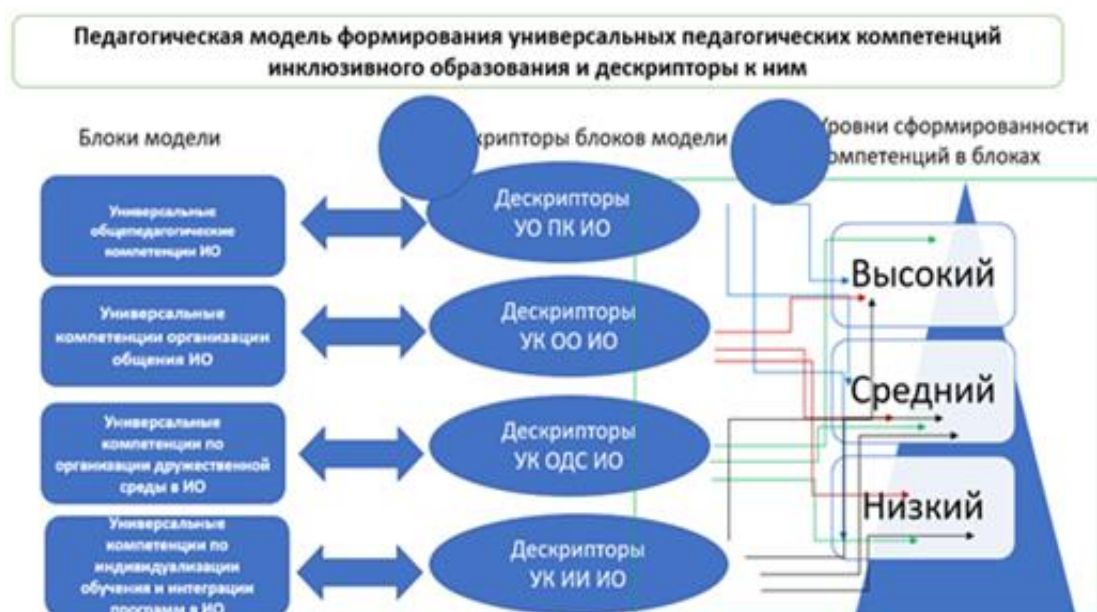 Педагогическая модель формирования универсальных педагогических компетенций
инклюзивного образования и дескрипторы к ним
Блоки модели
крипторы блоков модели
ровни сформированности
омпетенций в блоках
Универсальные
общепедагогические
компетенции ИО
Дескрипторы
УО ПК ИО
Высокий
Универсальные
компетенции организации
общения ИО
Дескрипторы
УК ОО ИО
Средний
Универсальные
компетенции по
организации дружественной
среды в ИО
Дескрипторы
УК ОДС ИО
Низкий
Универсальные
компетенции по
индивидуализации
обучения и интеграции
программ в ИО
Дескрипторы
УК ИИ ИО